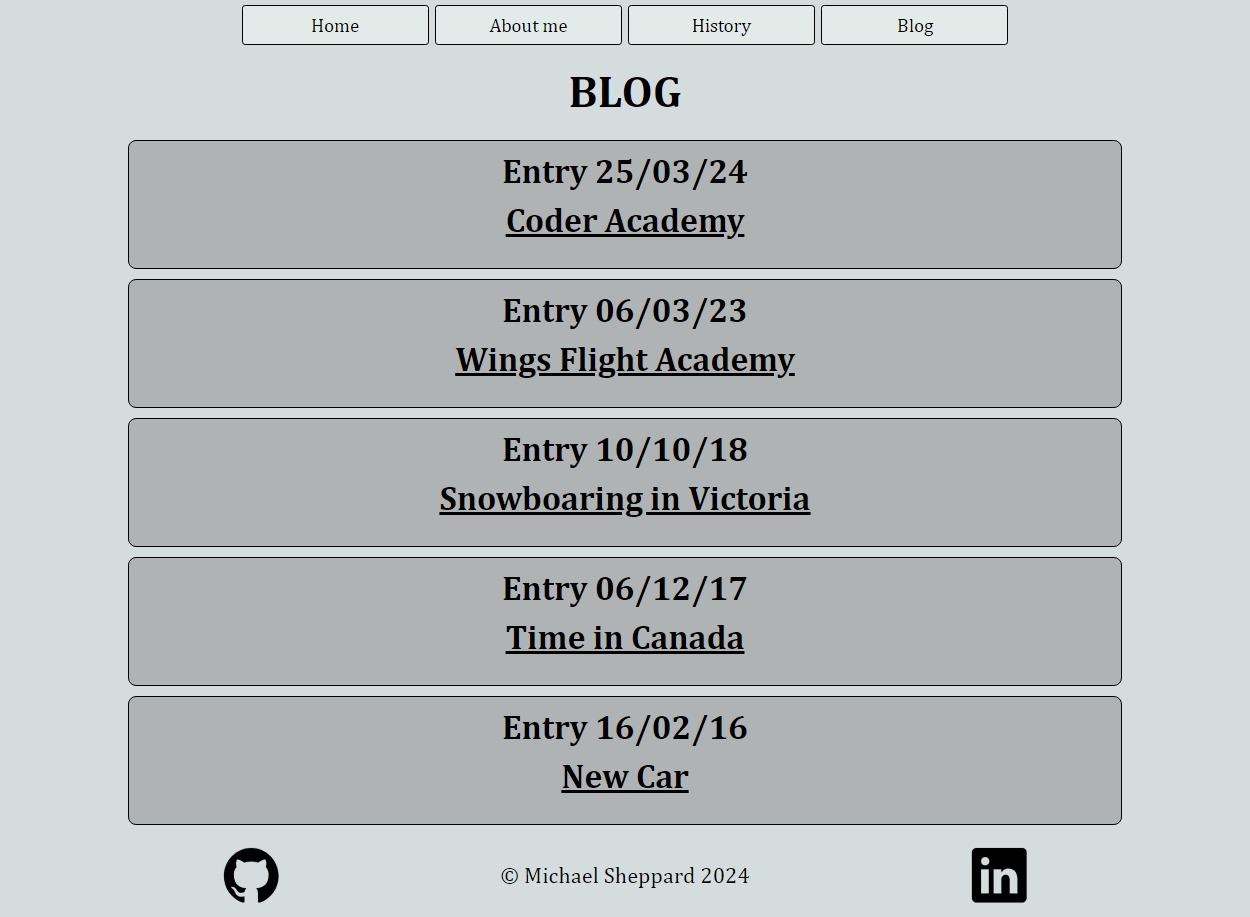 Home
About me
History
Blog
BLOG
Entry 25/03/24
Coder Academy
Entry 06/03/23
Wings Flight Academy
Entry 10/10/18
Snowboaring in Victoria
Entry 06/12/17
Time in Canada
Entry 16/02/16
New Car
© Michael Sheppard 2024
in